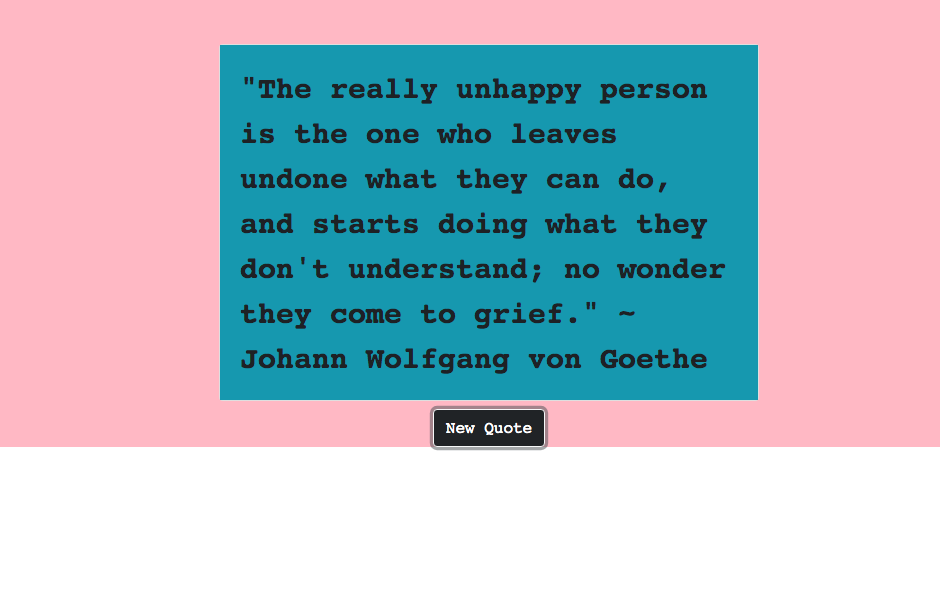 "The really unhappy person
is the one who leaves
undone what they can do,
and starts doing what they
don't understand; no wonder
they come to grief." ~
Johann Wolfgang von Goethe
New Quote